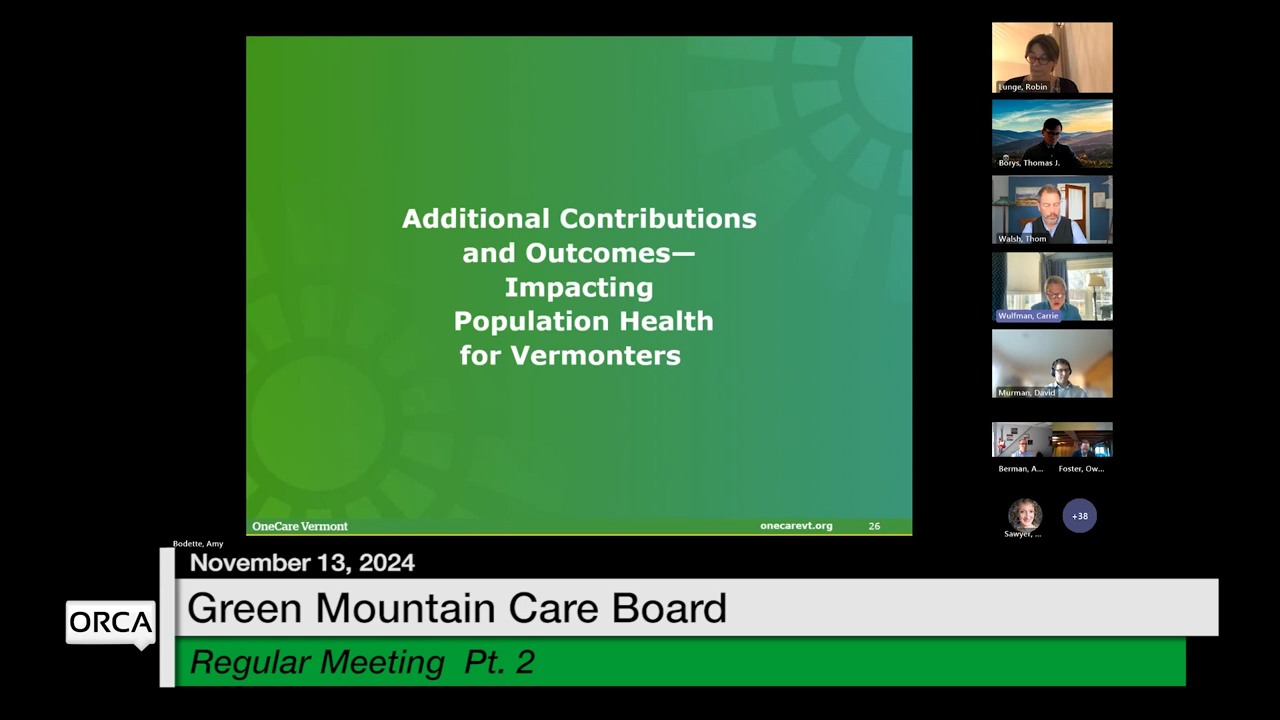 Additional Contributions
and Outcomes—
Impacting
Population Health
for Vermonters
OneCare Vermont
onecarevt.org
26
Lunge, Robin
Borys, Thomas J.
Walsh, Thom
Wulfman, Carrie
Murman, David
Berman, A...
Foster, Ow...
Sawyer, ...
+38
Bodette, Amy
November 13, 2024
ORCA
Green Mountain Care Board
Regular Meeting Pt. 2